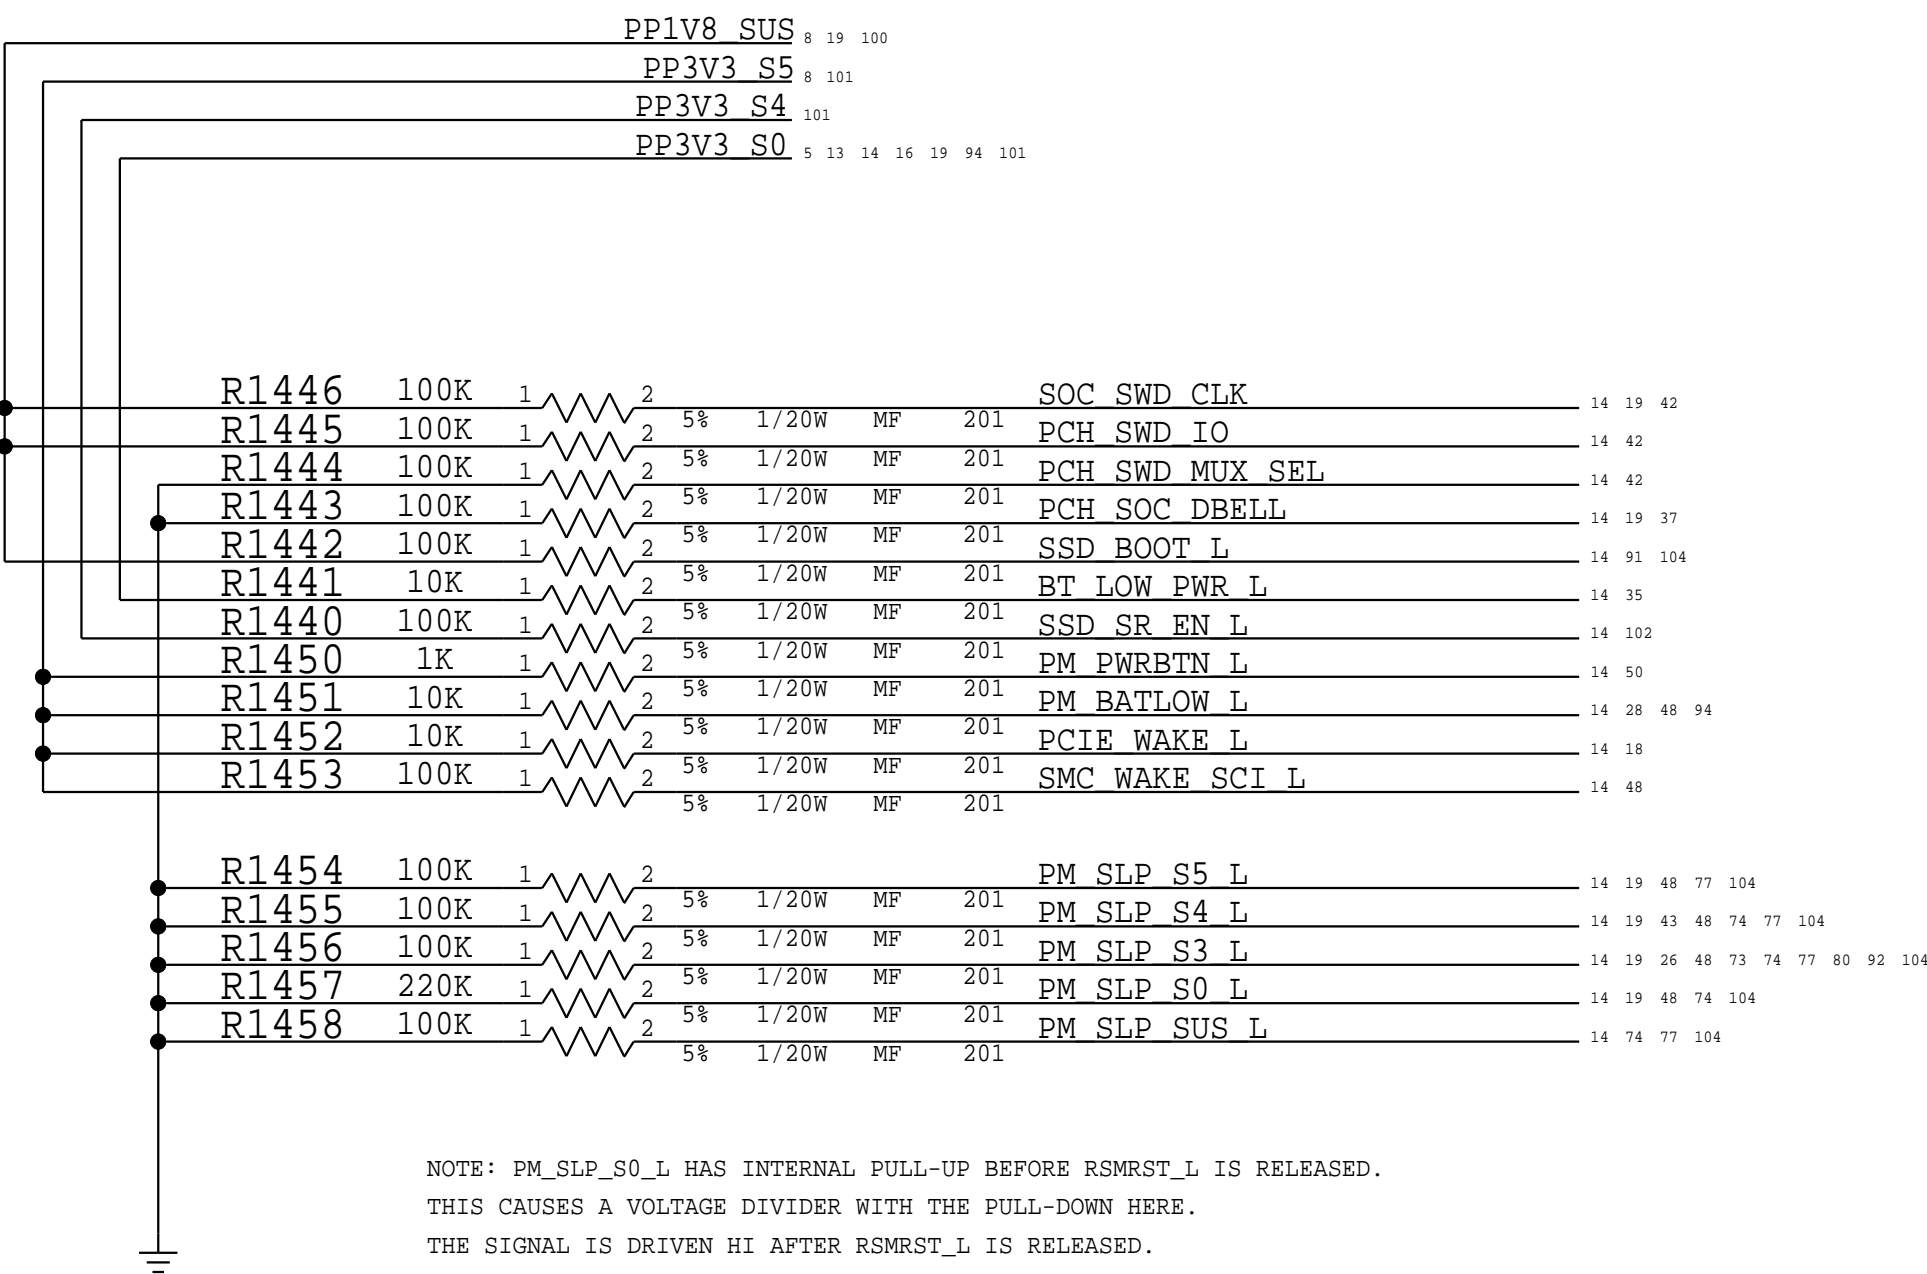 PP1V8_SUS 8 19 100
PP3V3_S5 8 101
PP3V3_S4 101
PP3V3_S0 5 13 14 16 19 94 101
R1446 100K 1 2 SOC_SWD_CLK 14 19 42
5% 1/20W MF 201
R1445 100K 1 2 PCH_SWD_IO 14 42
5% 1/20W MF 201
R1444 100K 1 2 PCH_SWD_MUX_SEL 14 42
5% 1/20W MF 201
R1443 100K 1 2 PCH_SOC_DBELL 14 19 37
5% 1/20W MF 201
R1442 100K 1 2 SSD_BOOT_L 14 91 104
5% 1/20W MF 201
R1441 10K 1 2 BT_LOW_PWR_L 14 35
5% 1/20W MF 201
R1440 100K 1 2 SSD_SR_EN_L 14 102
5% 1/20W MF 201
R1450 1K 1 2 PM_PWRBTN_L 14 50
5% 1/20W MF 201
R1451 10K 1 2 PM_BATLOW_L 14 28 48 94
5% 1/20W MF 201
R1452 10K 1 2 PCIE_WAKE_L 14 18
5% 1/20W MF 201
R1453 100K 1 2 SMC_WAKE_SCI_L 14 48
5% 1/20W MF 201
R1454 100K 1 2 PM_SLP_S5_L 14 19 48 77 104
5% 1/20W MF 201
R1455 100K 1 2 PM_SLP_S4_L 14 19 43 48 74 77 104
5% 1/20W MF 201
R1456 100K 1 2 PM_SLP_S3_L 14 19 26 48 73 74 77 80 92 104
5% 1/20W MF 201
R1457 220K 1 2 PM_SLP_S0_L 14 19 48 74 104
5% 1/20W MF 201
R1458 100K 1 2 PM_SLP_SUS_L 14 74 77 104
5% 1/20W MF 201
NOTE: PM_SLP_S0_L HAS INTERNAL PULL-UP BEFORE RSMRST_L IS RELEASED.
THIS CAUSES A VOLTAGE DIVIDER WITH THE PULL-DOWN HERE.
THE SIGNAL IS DRIVEN HI AFTER RSMRST_L IS RELEASED.